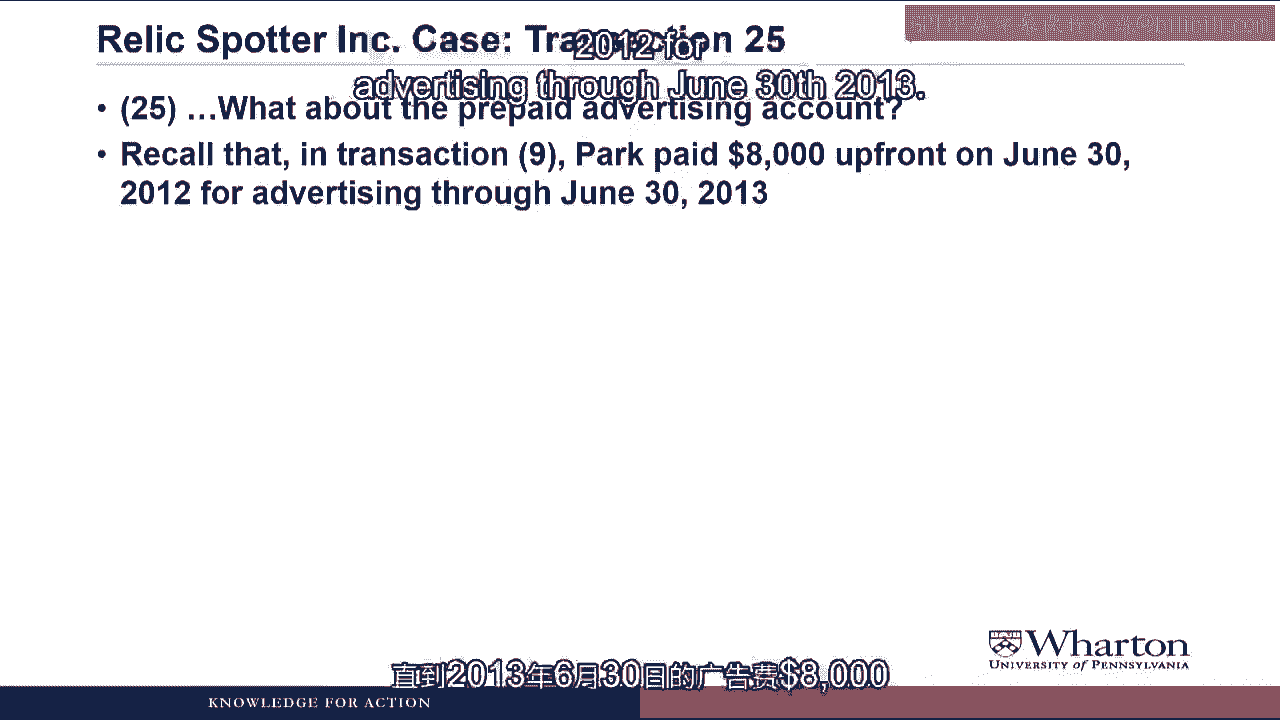 Relic Spotter Inc. Case: Transaction 25
2012 for
advertising through June 30th 2013.
• (25) …What about the prepaid advertising account?
• Recall that, in transaction (9), Park paid $8,000 upfront on June 30,
2012 for advertising through June 30, 2013
Wharton
UNIVERSITY of PENNSYLVANIA
直到2013年6月30日的广告费$8,000
KNOWLEDGE FOR ACTION